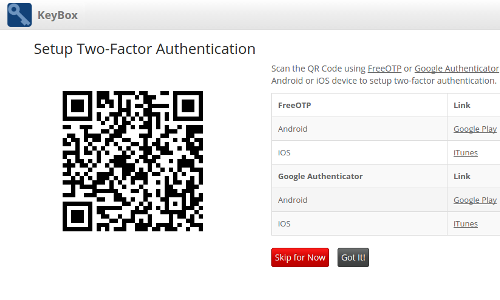 KeyBox
Setup Two-Factor Authentication
Scan the QR Code using FreeOTP or Google Authenticator
Android or iOS device to setup two-factor authentication.
FreeOTP Link
Android Google Play
iOS iTunes
Google Authenticator Link
Android Google Play
iOS iTunes
Skip for Now Got It!